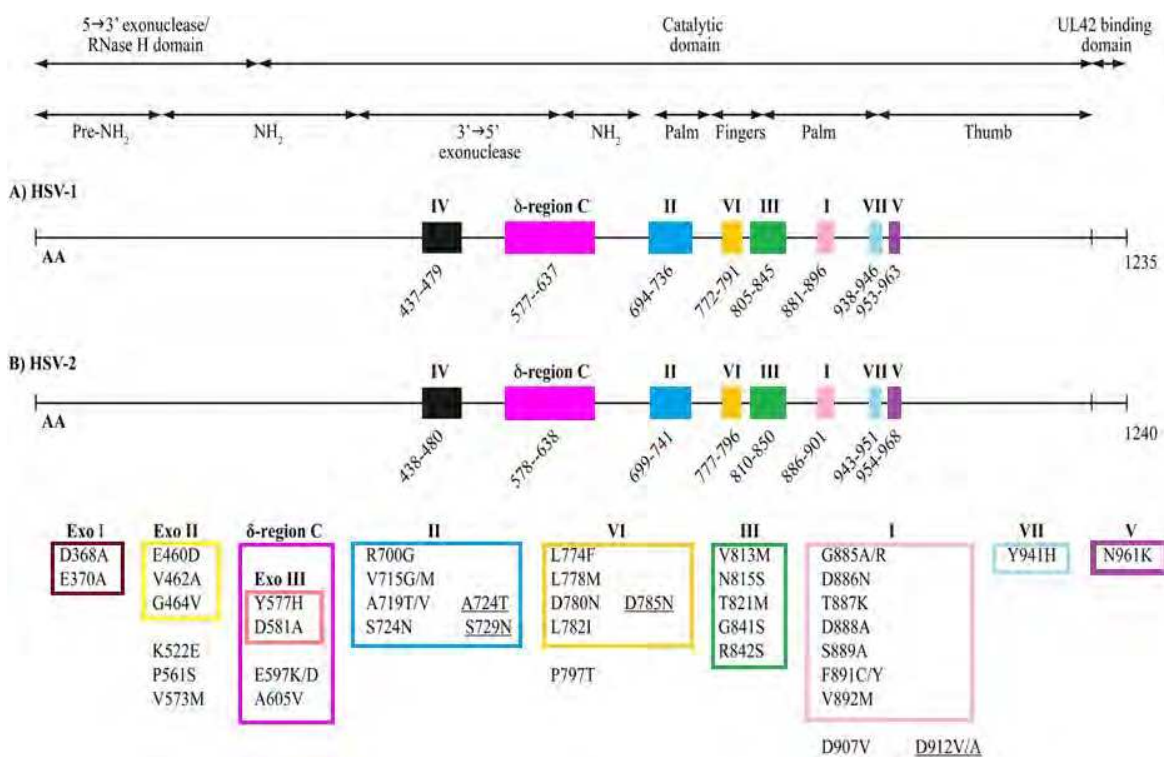 5→3' exonuclease/ RNase H domain
Catalytic domain
UL42 binding domain
Pre-NH2
NH2
3'→5' exonuclease
NH2
Palm
Fingers
Palm
Thumb
A) HSV-1
IV
δ-region C
II
VI
III
I
VII
V
AA
437-479
577--637
694-736
772-791
805-845
881-896
938-946
953-963
1235
B) HSV-2
IV
δ-region C
II
VI
III
I
VII
V
AA
438-480
578--638
699-741
777-796
810-850
886-901
943-951
954-968
1240
Exo I
D368A
E370A
Exo II
E460D
V462A
G464V
K522E
P561S
V573M
δ-region C
Exo III
Y577H
D581A
E597K/D
A605V
II
R700G
V715G/M
A719T/V A724T
S724N S729N
VI
L774F
L778M
D780N D785N
L782I
P797T
III
V813M
N815S
T821M
G841S
R842S
I
G885A/R
D886N
T887K
D888A
S889A
F891C/Y
V892M
D907V D912V/A
VII
Y941H
V
N961K